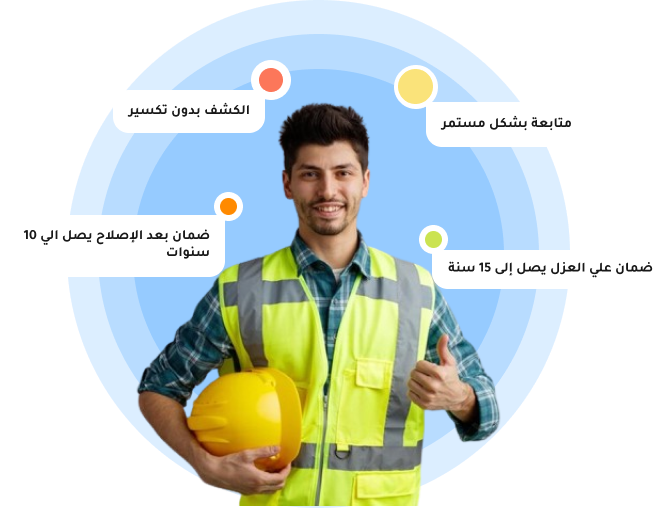 الكشف بدون تكسير
متابعة بشكل مستمر
ضمان بعد الإصلاح يصل الي 10
سنوات
ضمان علي العزل يصل إلى 15 سنة